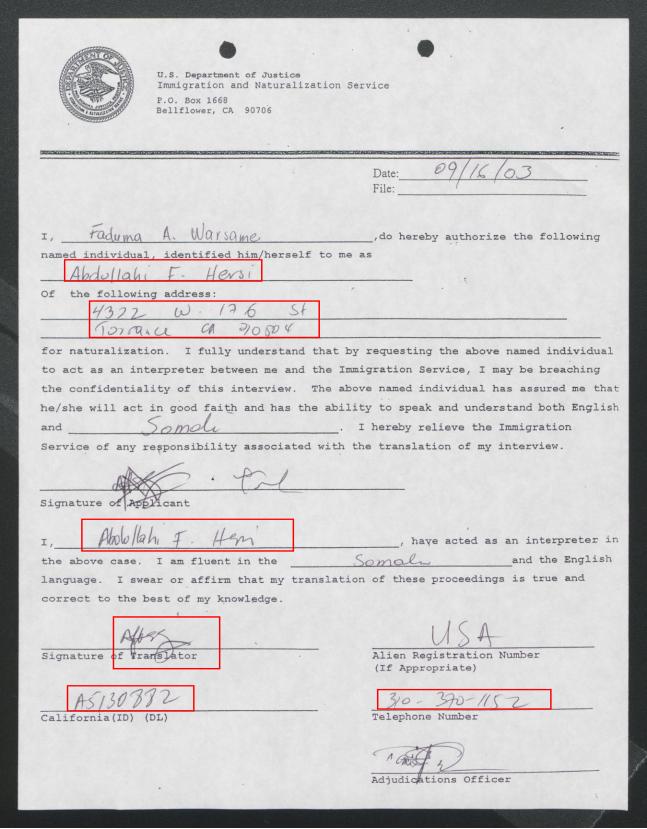 U.S. Department of Justice
Immigration and Naturalization Service
P.O. Box 1668
Bellflower, CA 90706
Date: 09/16/03
File:
I, Faduma A. Warsame, do hereby authorize the following
named individual, identified him/herself to me as
Abdullahi F. Hersi
Of the following address:
4322 W. 176 St
Torrance CA
for naturalization. I fully understand that by requesting the above named individual
to act as an interpreter between me and the Immigration Service, I may be breaching
the confidentiality of this interview. The above named individual has assured me that
he/she will act in good faith and has the ability to speak and understand both English
and Somali. I hereby relieve the Immigration
Service of any responsibility associated with the translation of my interview.
Signature of Applicant
I, Abdullahi F. Hersi, have acted as an interpreter in
the above case. I am fluent in the Somali and the English
language. I swear or affirm that my translation of these proceedings is true and
correct to the best of my knowledge.
USA
Signature of Translator
Alien Registration Number
(If Appropriate)
A5130882
310-370-1152
California(ID) (DL)
Telephone Number
Adjudications Officer